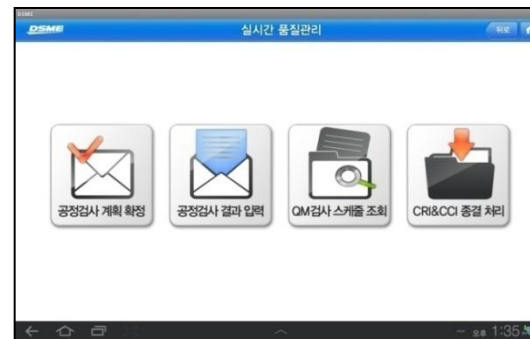 DSME
DSME
실시간 품질관리
뒤로
공정검사 계획 확정
공정검사 결과 입력
QM검사 스케줄 조회
CRI&CCI 종결 처리
오후 1:35